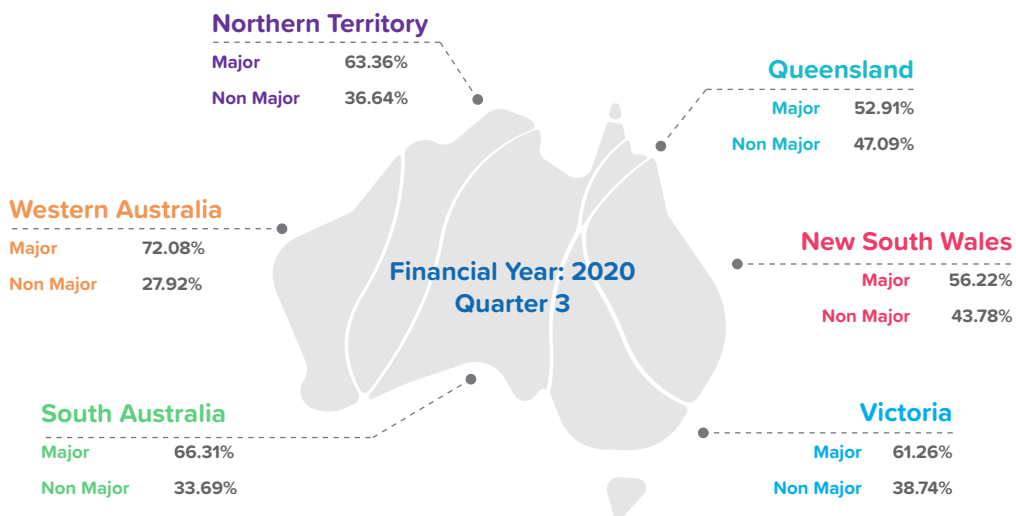 Northern Territory
Major 63.36%
Non Major 36.64%
Queensland
Major 52.91%
Non Major 47.09%
Western Australia
Major 72.08%
Non Major 27.92%
New South Wales
Major 56.22%
Non Major 43.78%
Financial Year: 2020
Quarter 3
South Australia
Major 66.31%
Non Major 33.69%
Victoria
Major 61.26%
Non Major 38.74%